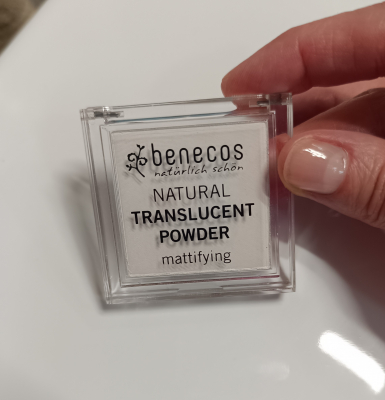 benecos
natürlich schön
NATURAL
TRANSLUCENT
POWDER
mattifying